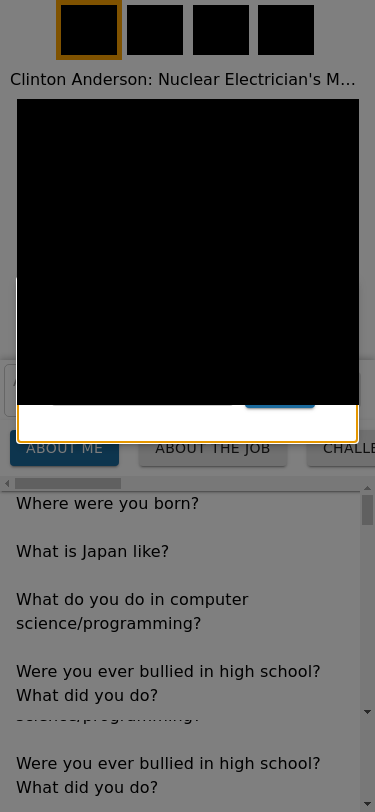 Clinton Anderson: Nuclear Electrician's M...
ABOUT ME
ABOUT THE JOB
CHALLE
Where were you born?
What is Japan like?
What do you do in computer
science/programming?
Were you ever bullied in high school?
What did you do?
science/programming?
Were you ever bullied in high school?
What did you do?